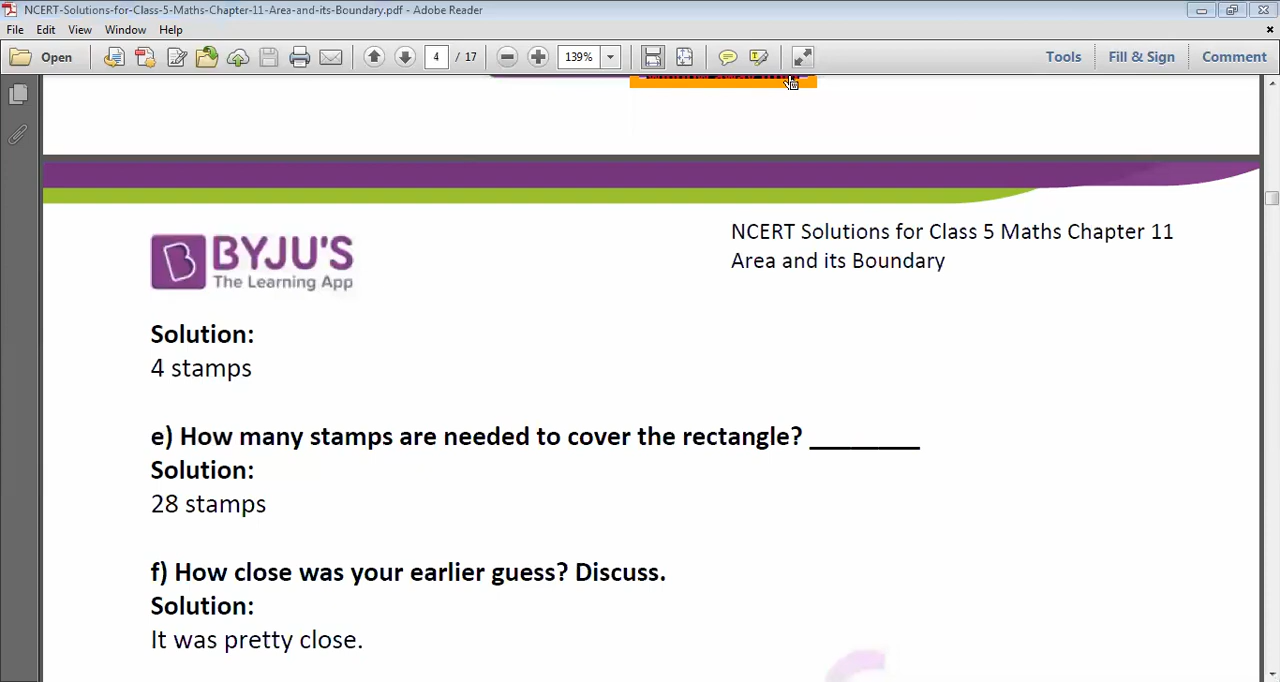 NCERT-Solutions-for-Class-5-Maths-Chapter-11-Area-and-its-Boundary.pdf - Adobe Reader
File Edit View Window Help
Open 4 / 17 139% Tools Fill & Sign Comment
BYJU'S
The Learning App
NCERT Solutions for Class 5 Maths Chapter 11
Area and its Boundary
Solution:
4 stamps
e) How many stamps are needed to cover the rectangle? ________
Solution:
28 stamps
f) How close was your earlier guess? Discuss.
Solution:
It was pretty close.